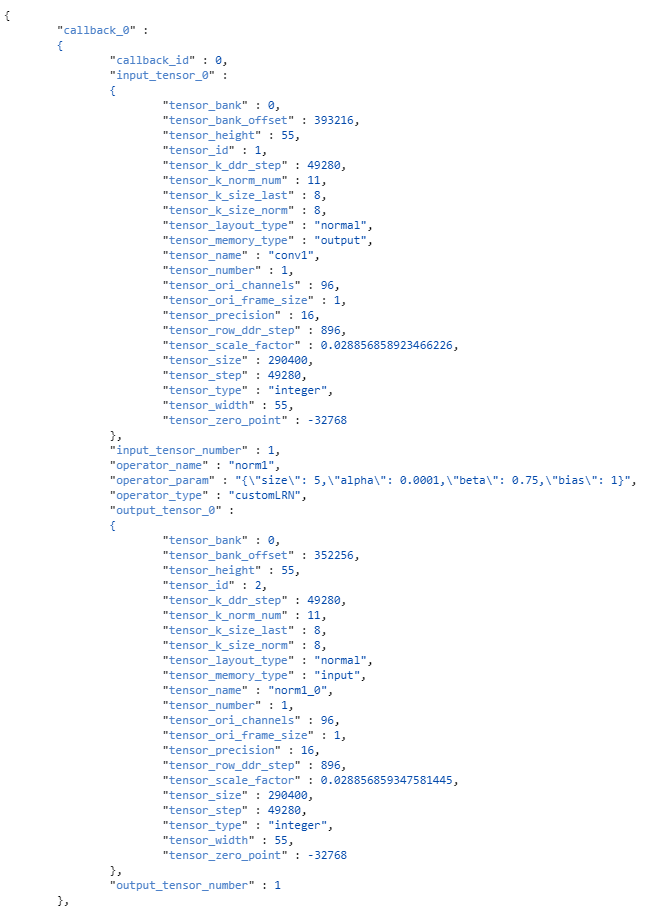 {
"callback_0" :
{
"callback_id" : 0,
"input_tensor_0" :
{
"tensor_bank" : 0,
"tensor_bank_offset" : 393216,
"tensor_height" : 55,
"tensor_id" : 1,
"tensor_k_ddr_step" : 49280,
"tensor_k_norm_num" : 11,
"tensor_k_size_last" : 8,
"tensor_k_size_norm" : 8,
"tensor_layout_type" : "normal",
"tensor_memory_type" : "output",
"tensor_name" : "conv1",
"tensor_number" : 1,
"tensor_ori_channels" : 96,
"tensor_ori_frame_size" : 1,
"tensor_precision" : 16,
"tensor_row_ddr_step" : 896,
"tensor_scale_factor" : 0.028856858923466226,
"tensor_size" : 290400,
"tensor_step" : 49280,
"tensor_type" : "integer",
"tensor_width" : 55,
"tensor_zero_point" : -32768
},
"input_tensor_number" : 1,
"operator_name" : "norm1",
"operator_param" : "{\"size\": 5,\"alpha\": 0.0001,\"beta\": 0.75,\"bias\": 1}",
"operator_type" : "customLRN",
"output_tensor_0" :
{
"tensor_bank" : 0,
"tensor_bank_offset" : 352256,
"tensor_height" : 55,
"tensor_id" : 2,
"tensor_k_ddr_step" : 49280,
"tensor_k_norm_num" : 11,
"tensor_k_size_last" : 8,
"tensor_k_size_norm" : 8,
"tensor_layout_type" : "normal",
"tensor_memory_type" : "input",
"tensor_name" : "norm1_0",
"tensor_number" : 1,
"tensor_ori_channels" : 96,
"tensor_ori_frame_size" : 1,
"tensor_precision" : 16,
"tensor_row_ddr_step" : 896,
"tensor_scale_factor" : 0.028856859347581445,
"tensor_size" : 290400,
"tensor_step" : 49280,
"tensor_type" : "integer",
"tensor_width" : 55,
"tensor_zero_point" : -32768
},
"output_tensor_number" : 1
},